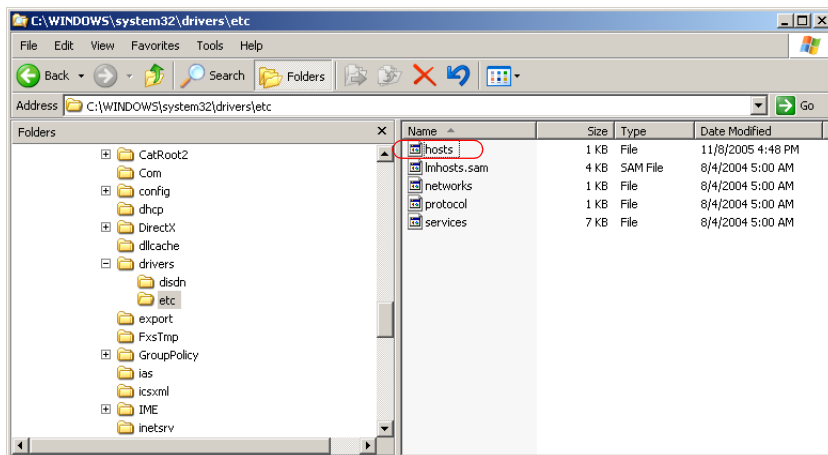 C:\WINDOWS\system32\drivers\etc
File Edit View Favorites Tools Help
Back Search Folders
Address C:\WINDOWS\system32\drivers\etc Go
Folders
CatRoot2
Com
config
dhcp
DirectX
dllcache
drivers
disdn
etc
export
FxsTmp
GroupPolicy
ias
icsxml
IME
inetsrv
Name Size Type Date Modified
hosts 1 KB File 11/8/2005 4:48 PM
lmhosts.sam 4 KB SAM File 8/4/2004 5:00 AM
networks 1 KB File 8/4/2004 5:00 AM
protocol 1 KB File 8/4/2004 5:00 AM
services 7 KB File 8/4/2004 5:00 AM